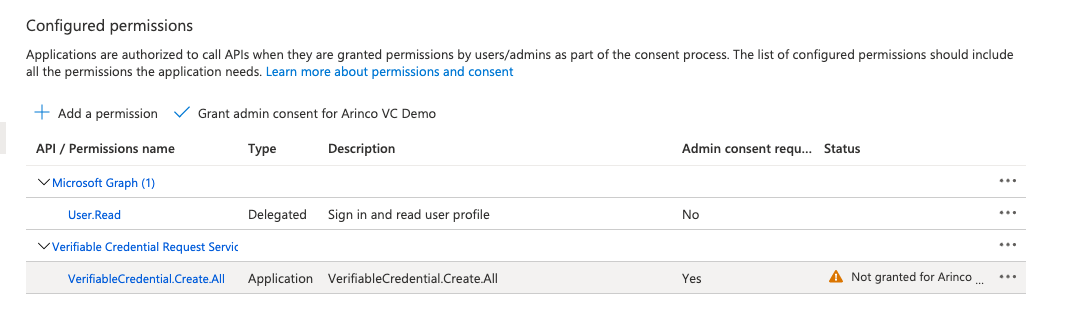 Configured permissions
Applications are authorized to call APIs when they are granted permissions by users/admins as part of the consent process. The list of configured permissions should include
all the permissions the application needs. Learn more about permissions and consent
Add a permission Grant admin consent for Arinco VC Demo
API / Permissions name Type Description Admin consent requ... Status
Microsoft Graph (1)
User.Read Delegated Sign in and read user profile No
Verifiable Credential Request Servic
VerifiableCredential.Create.All Application VerifiableCredential.Create.All Yes Not granted for Arinco ...